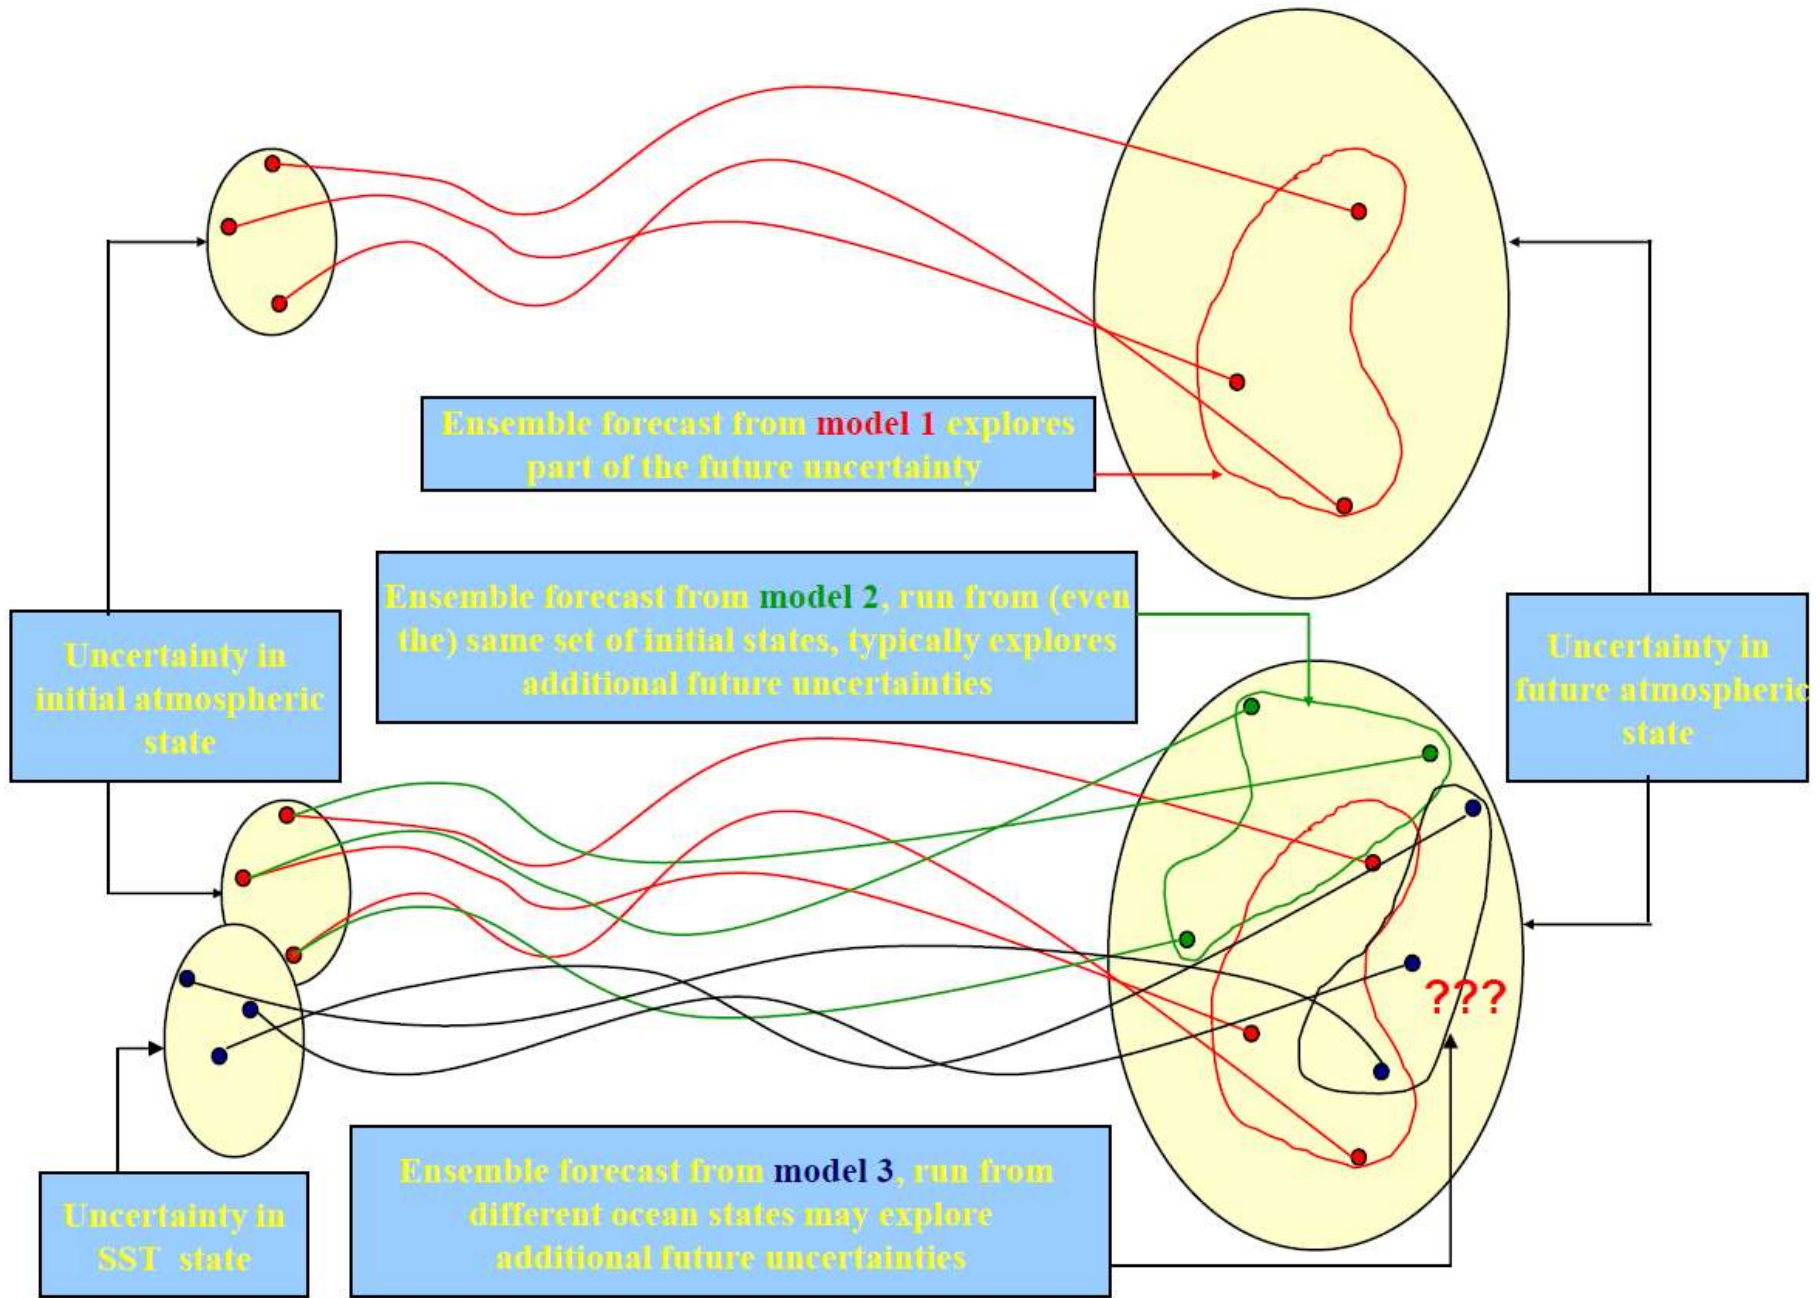 Ensemble forecast from model 1 explores
part of the future uncertainty
Ensemble forecast from model 2, run from (even
the) same set of initial states, typically explores
additional future uncertainties
Uncertainty in
initial atmospheric
state
Uncertainty in
future atmospheric
state
???
Ensemble forecast from model 3, run from
different ocean states may explore
additional future uncertainties
Uncertainty in
SST state